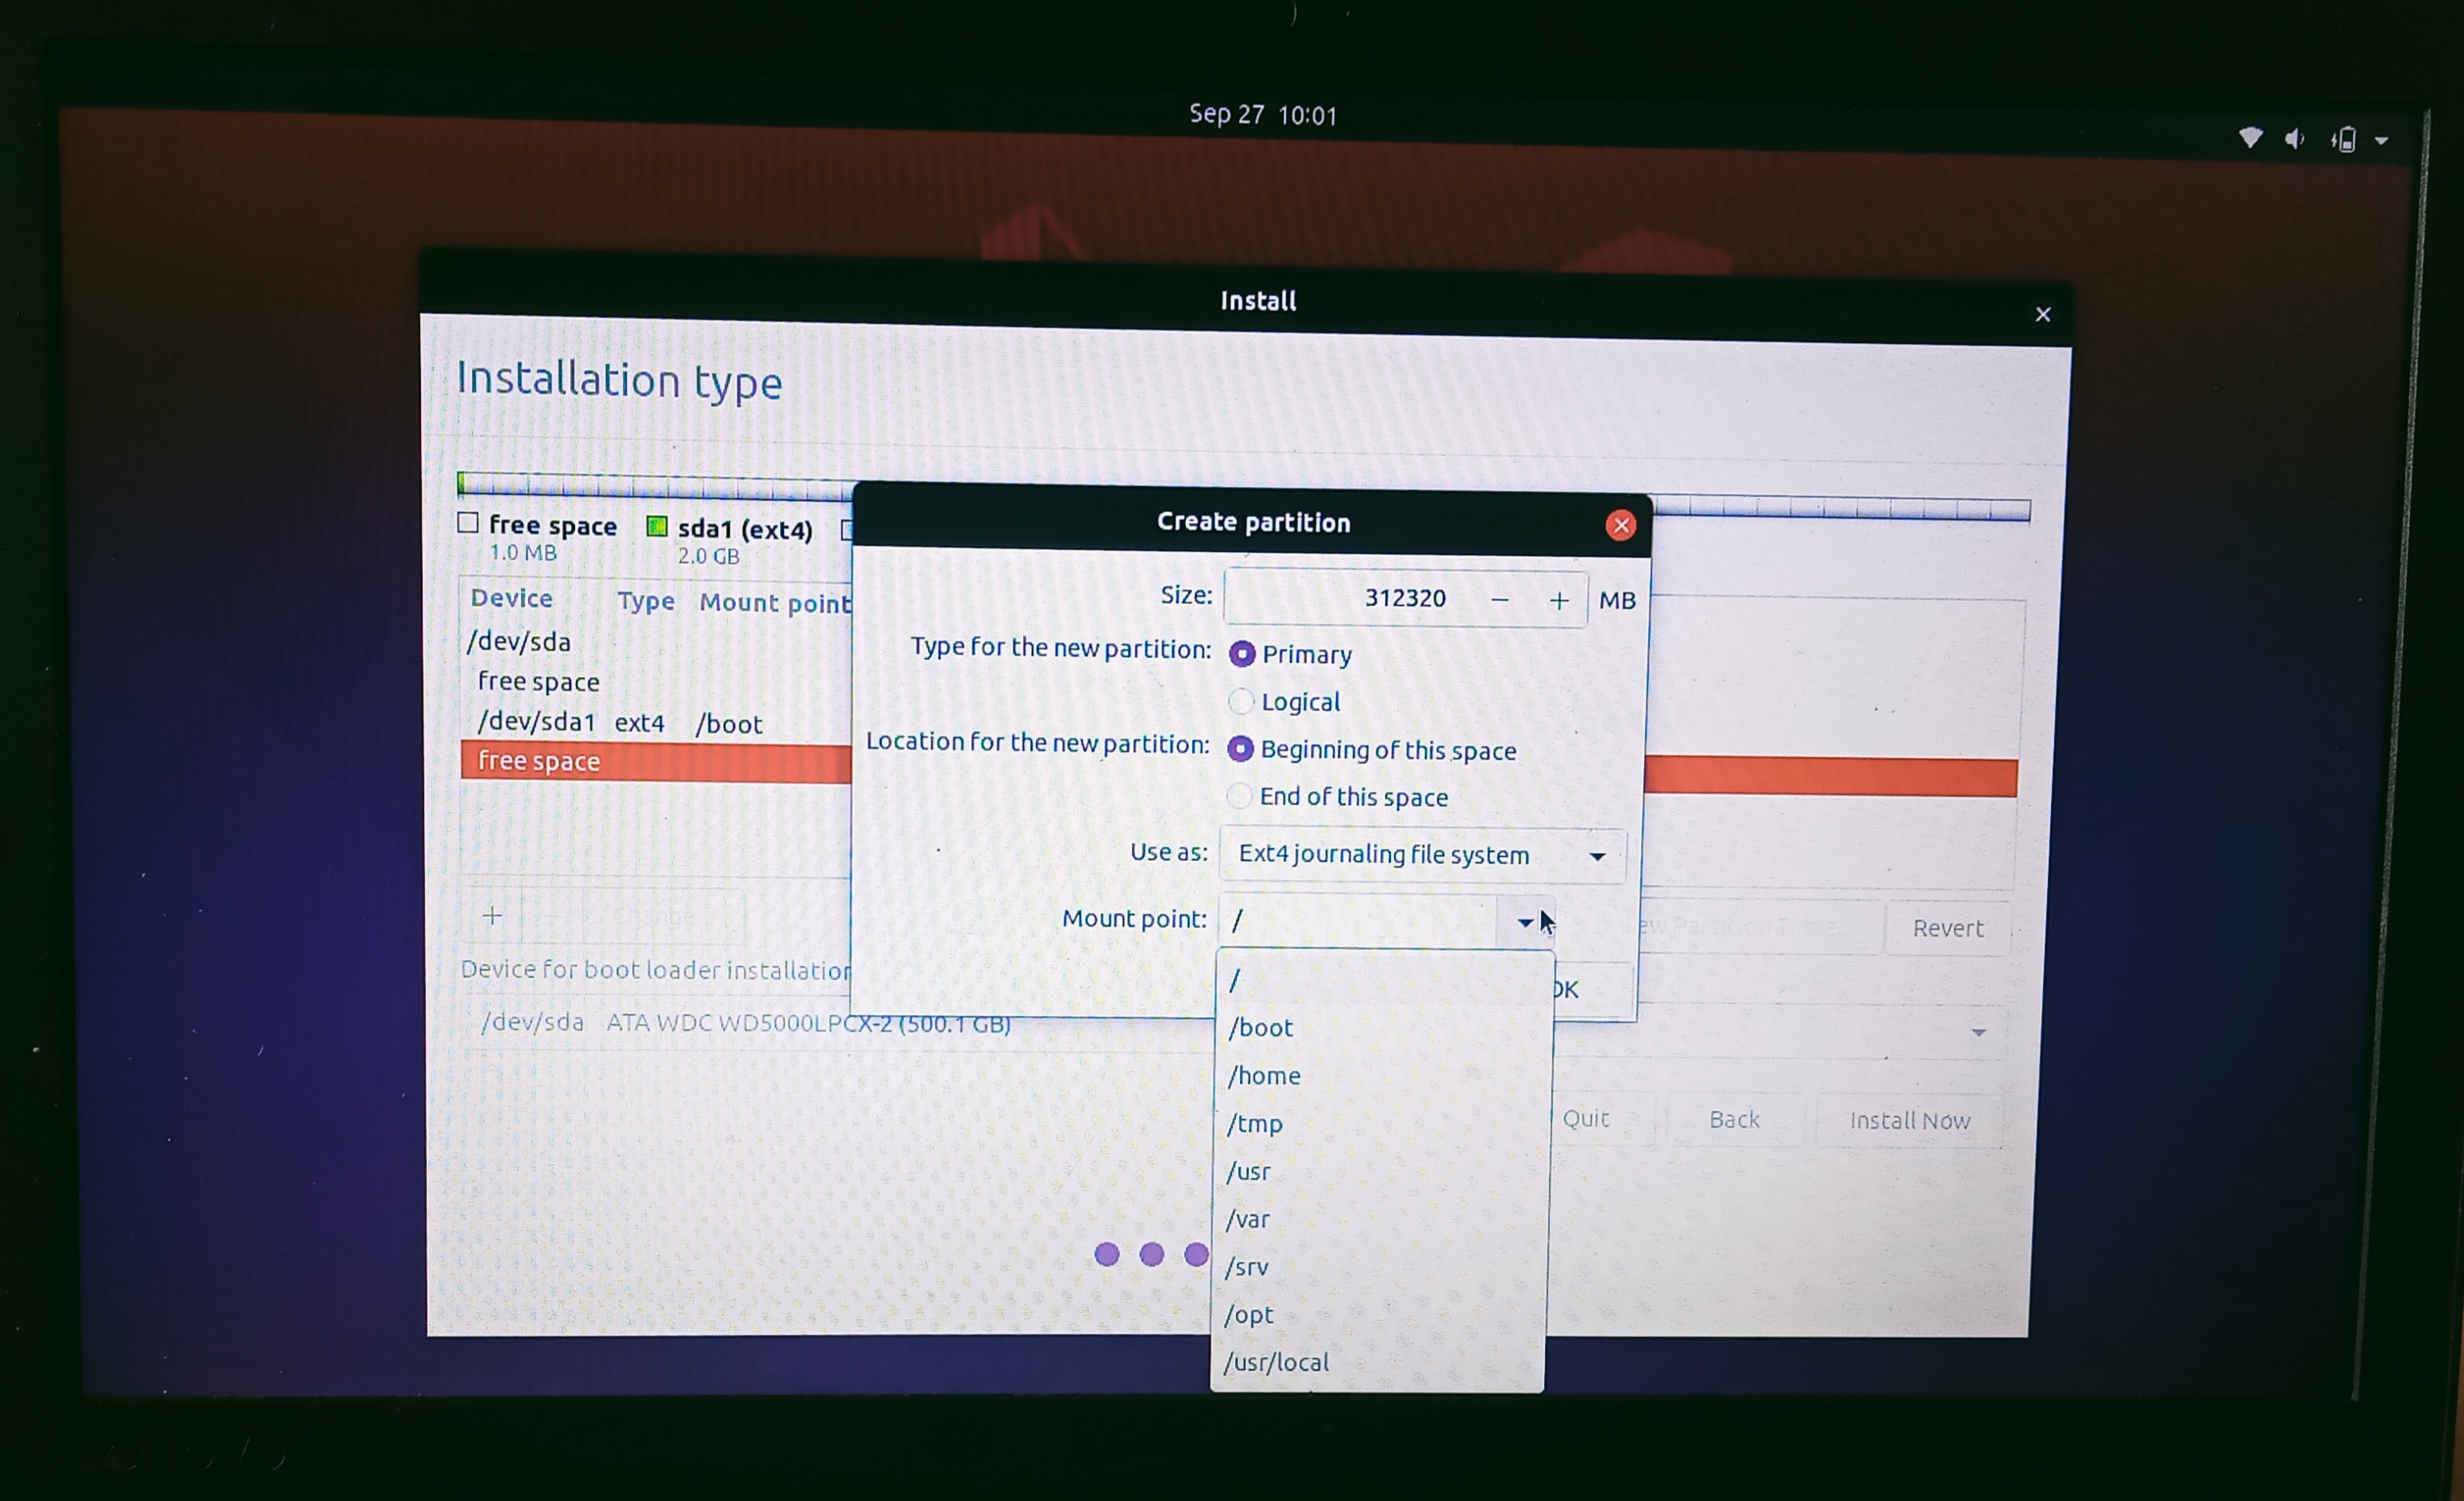 Sep 27 10:01
Install
Installation type
free space
1.0 MB
sda1 (ext4)
2.0 GB
Device Type Mount point
/dev/sda
free space
/dev/sda1 ext4 /boot
free space
+
Revert
Device for boot loader installation
/dev/sda ATA WDC WD5000LPCX-2 (500.1 GB)
Quit Back Install Now
Create partition
Size: 312320 − + MB
Type for the new partition: Primary
Logical
Location for the new partition: Beginning of this space
End of this space
Use as: Ext4 journaling file system
Mount point: /
OK
/
/boot
/home
/tmp
/usr
/var
/srv
/opt
/usr/local